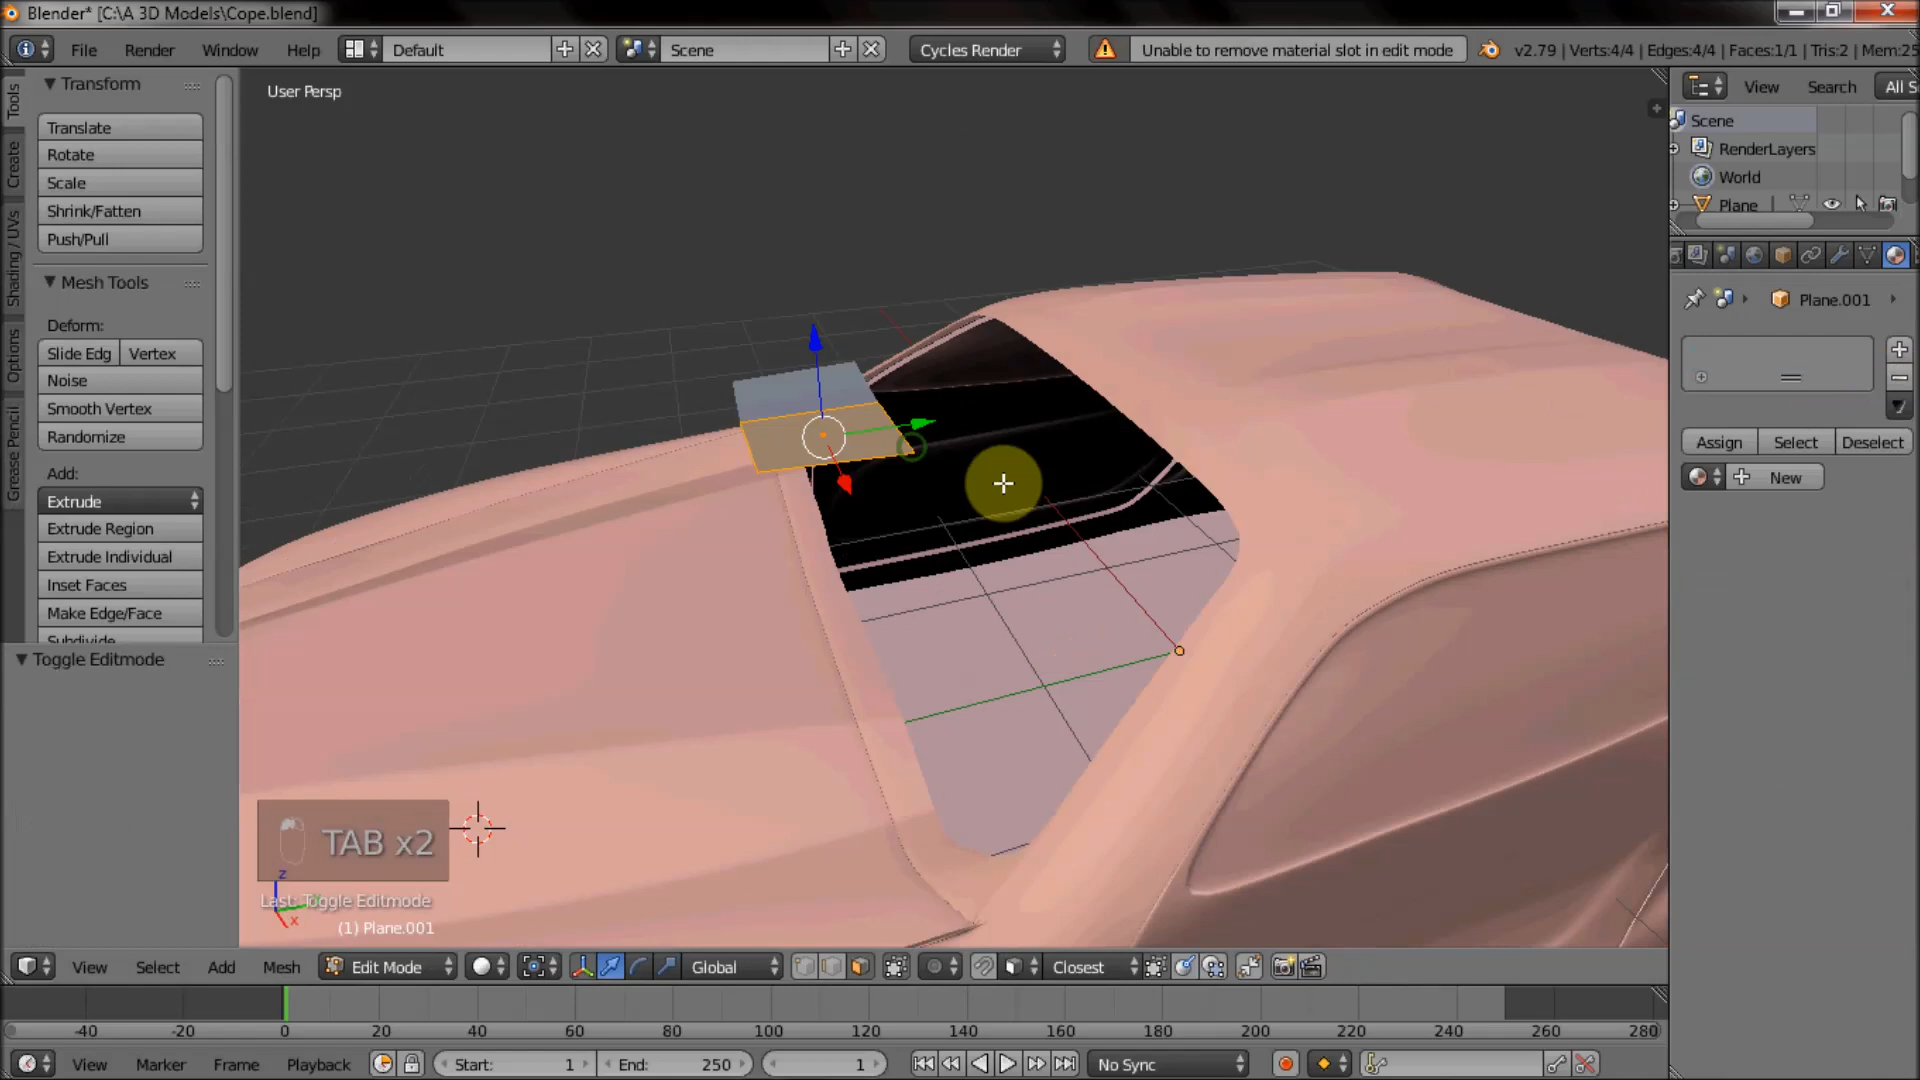 Blender* [C:\A 3D Models\Cope.blend]
File Render Window Help Default Scene Cycles Render Unable to remove material slot in edit mode v2.79 | Verts:4/4 | Edges:4/4 | Faces:1/1 | Tris:2 | Mem:25
Tools
Create
Shading / UVs
Options
Grease Pencil
Transform
Translate
Rotate
Scale
Shrink/Fatten
Push/Pull
Mesh Tools
Deform:
Slide Edg Vertex
Noise
Smooth Vertex
Randomize
Add:
Extrude
Extrude Region
Extrude Individual
Inset Faces
Make Edge/Face
Subdivide
Toggle Editmode
User Persp
TAB x2
z
x
Last: Toggle Editmode
(1) Plane.001
View Search All S
Scene
RenderLayers
World
Plane
Plane.001
Assign Select Deselect
New
View Select Add Mesh Edit Mode Global Closest
-40 -20 0 20 40 60 80 100 120 140 160 180 200 220 240 260 280
View Marker Frame Playback Start: 1 End: 250 1 No Sync